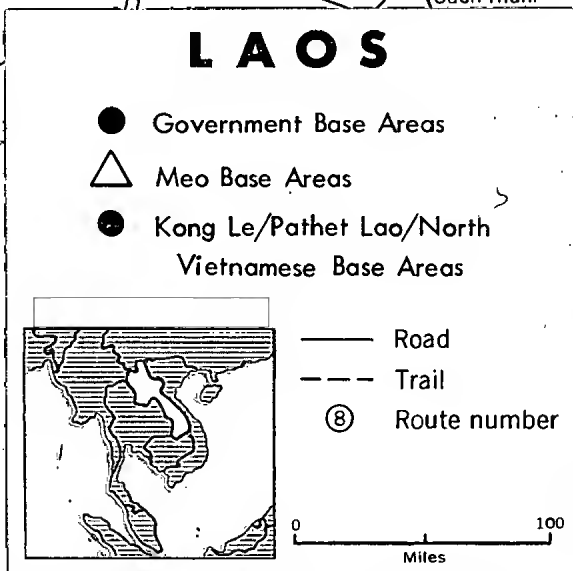 LAOS
Government Base Areas
Meo Base Areas
Kong Le/Pathet Lao/North
Vietnamese Base Areas
Road
Trail
8 Route number
0 100
Miles